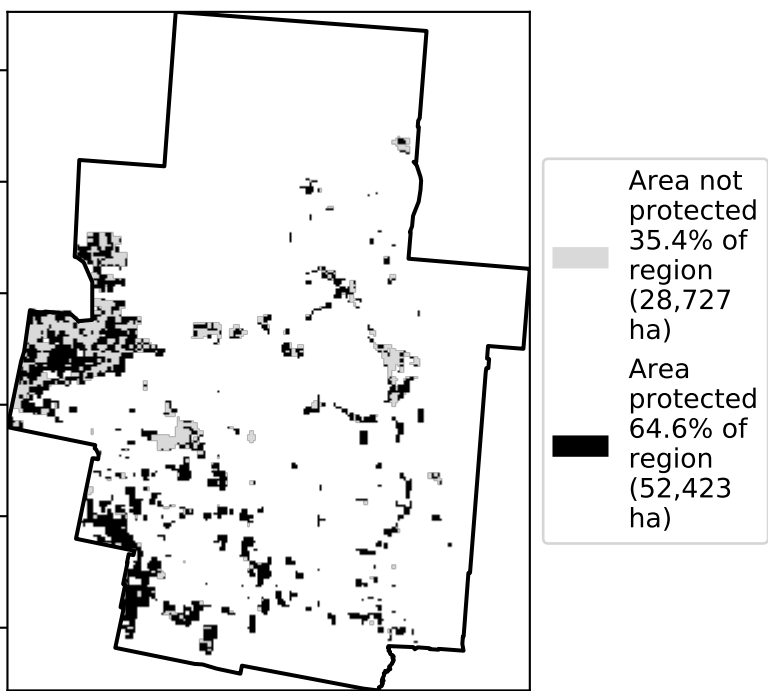 Area not
protected
35.4% of
region
(28,727
ha)
Area
protected
64.6% of
region
(52,423
ha)